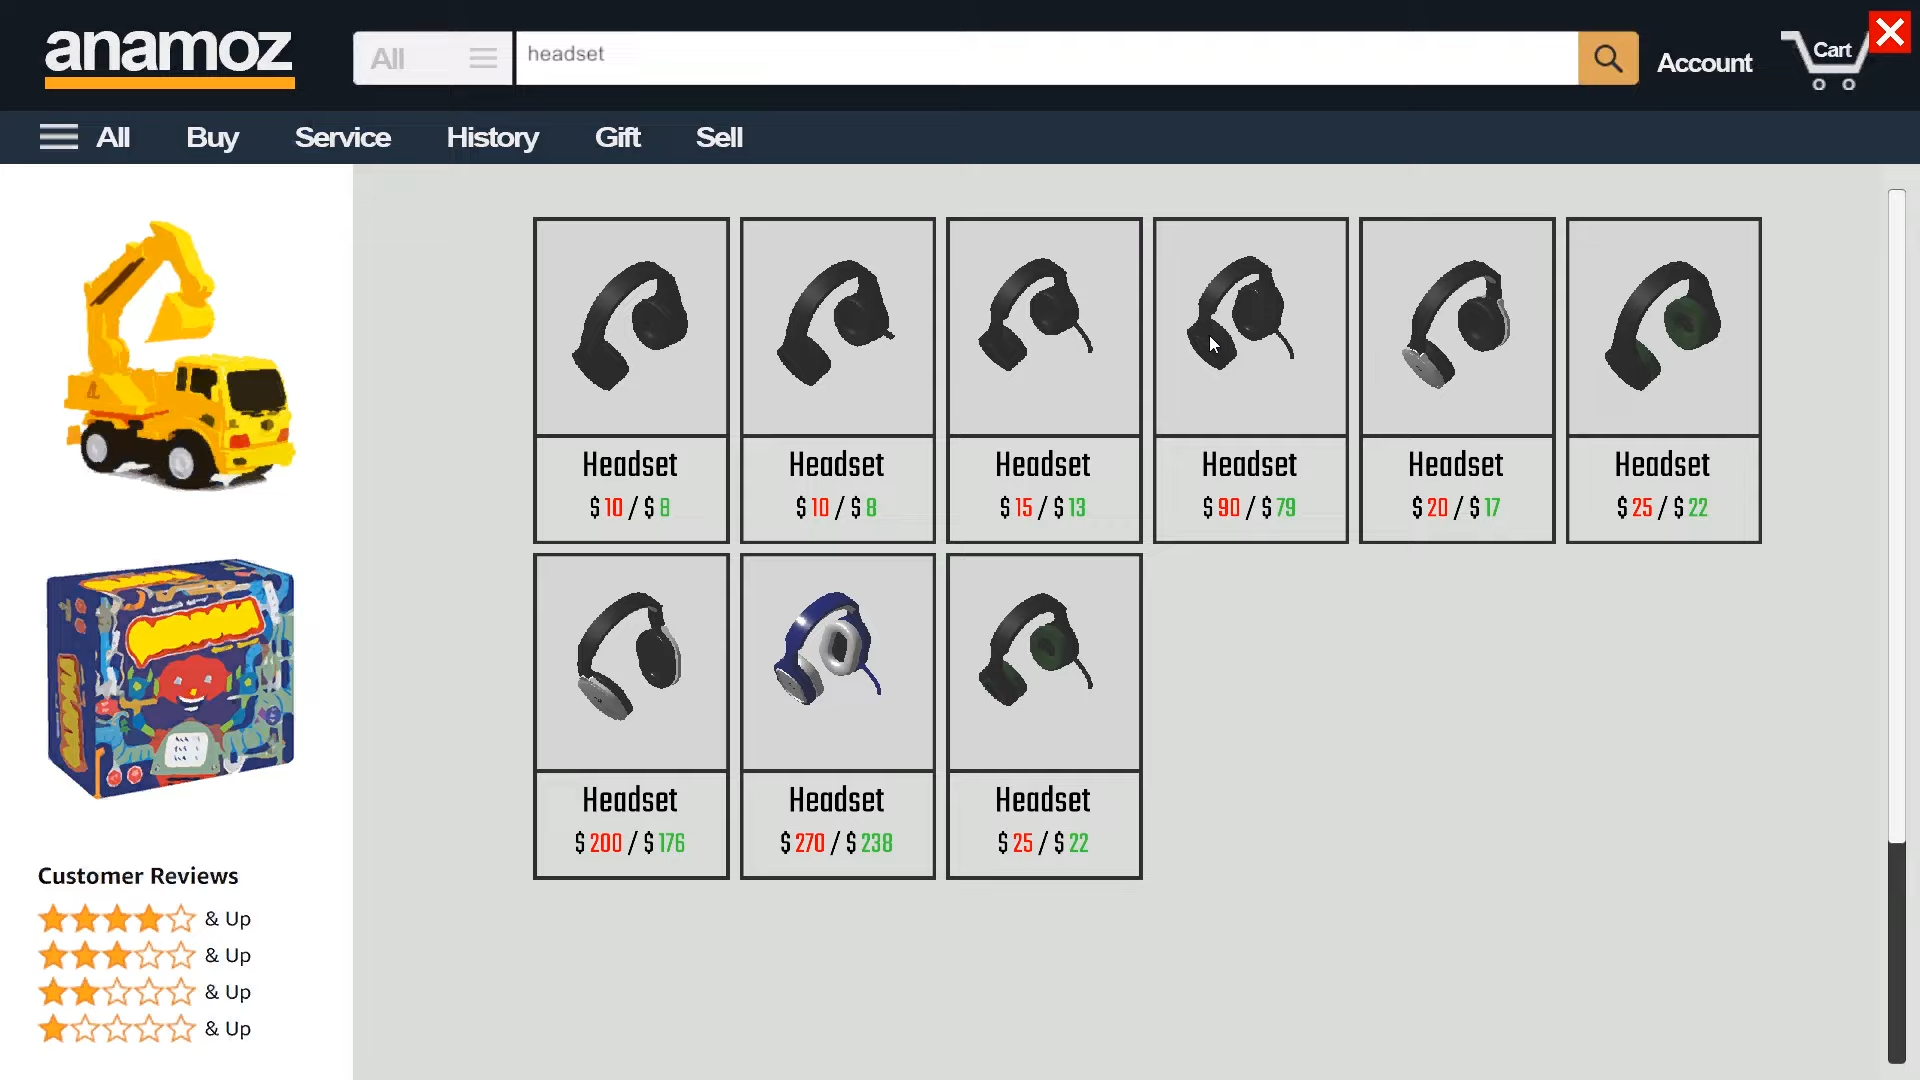 anamoz
All
headset
Account
Cart
All Buy Service History Gift Sell
Headset Headset Headset Headset Headset Headset
$ 10 / $ 8 $ 10 / $ 8 $ 15 / $ 13 $ 90 / $ 79 $ 20 / $ 17 $ 25 / $ 22
Headset Headset Headset
$ 200 / $ 176 $ 270 / $ 238 $ 25 / $ 22
Customer Reviews
& Up
& Up
& Up
& Up